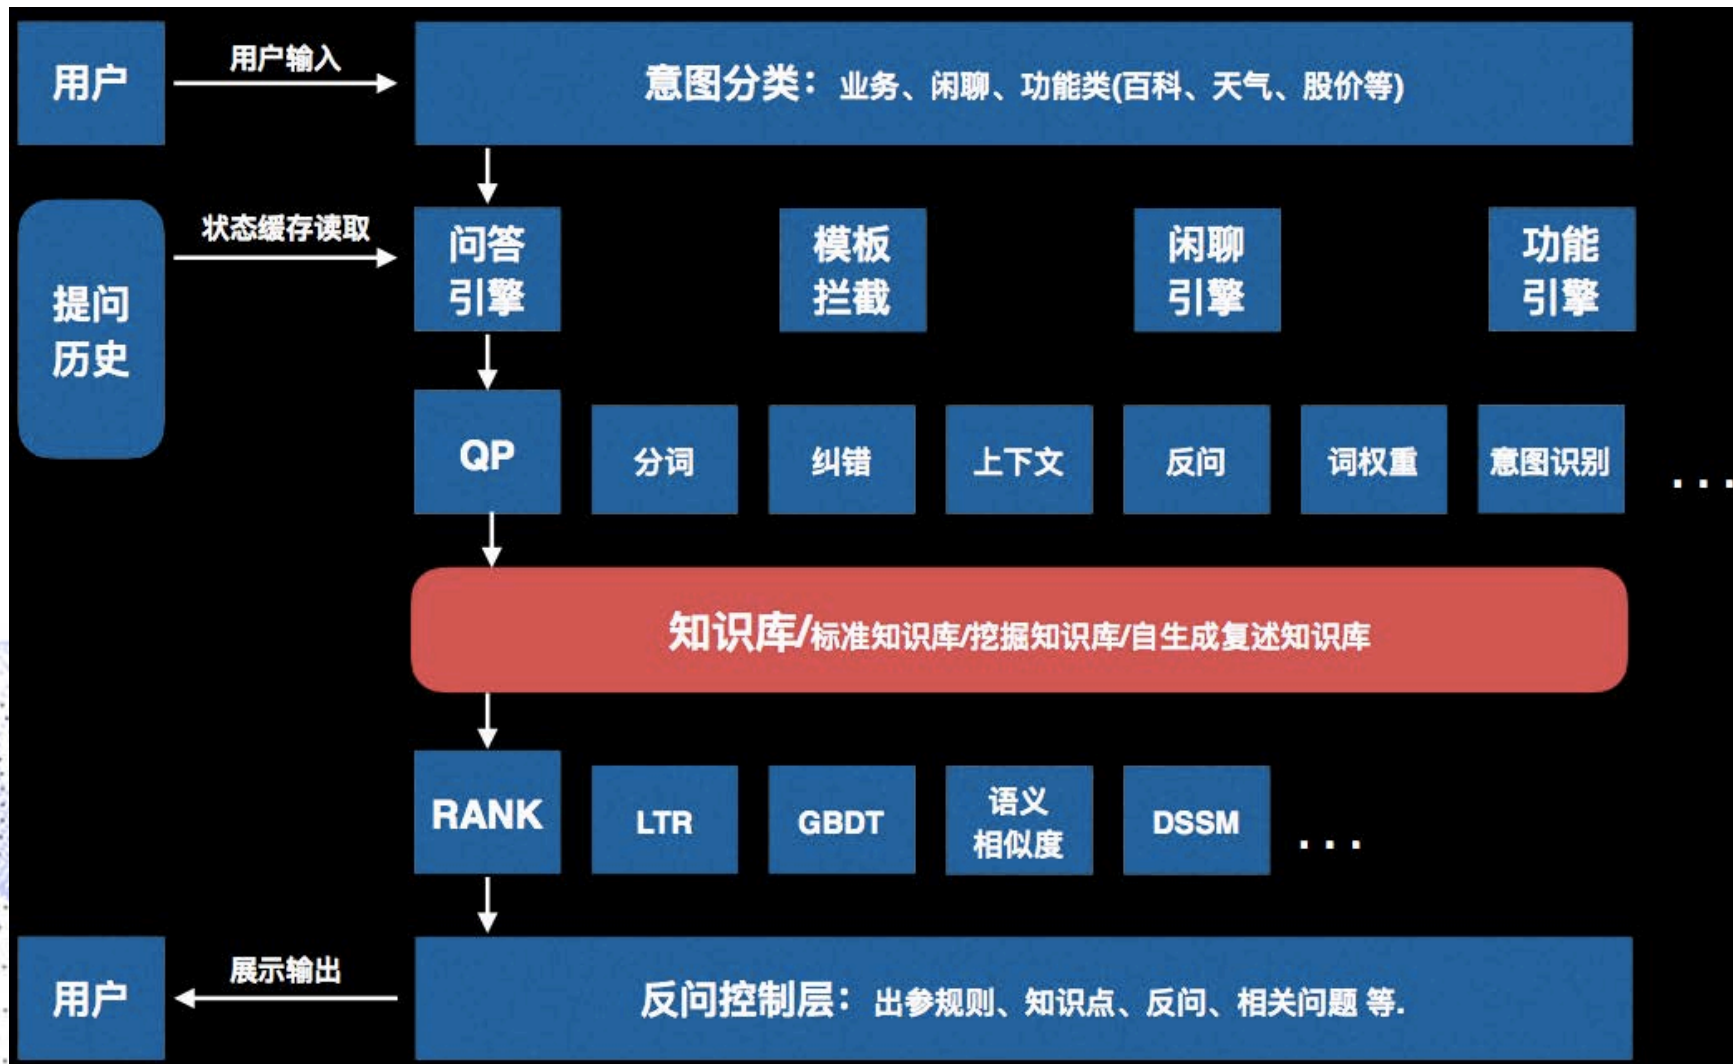 用户
用户输入
意图分类：业务、闲聊、功能类(百科、天气、股价等)
提问
历史
状态缓存读取
问答
引擎
模板
拦截
闲聊
引擎
功能
引擎
QP
分词
纠错
上下文
反问
词权重
意图识别
...
知识库/标准知识库/挖掘知识库/自生成复述知识库
RANK
LTR
GBDT
语义
相似度
DSSM
...
用户
展示输出
反问控制层：出参规则、知识点、反问、相关问题 等.